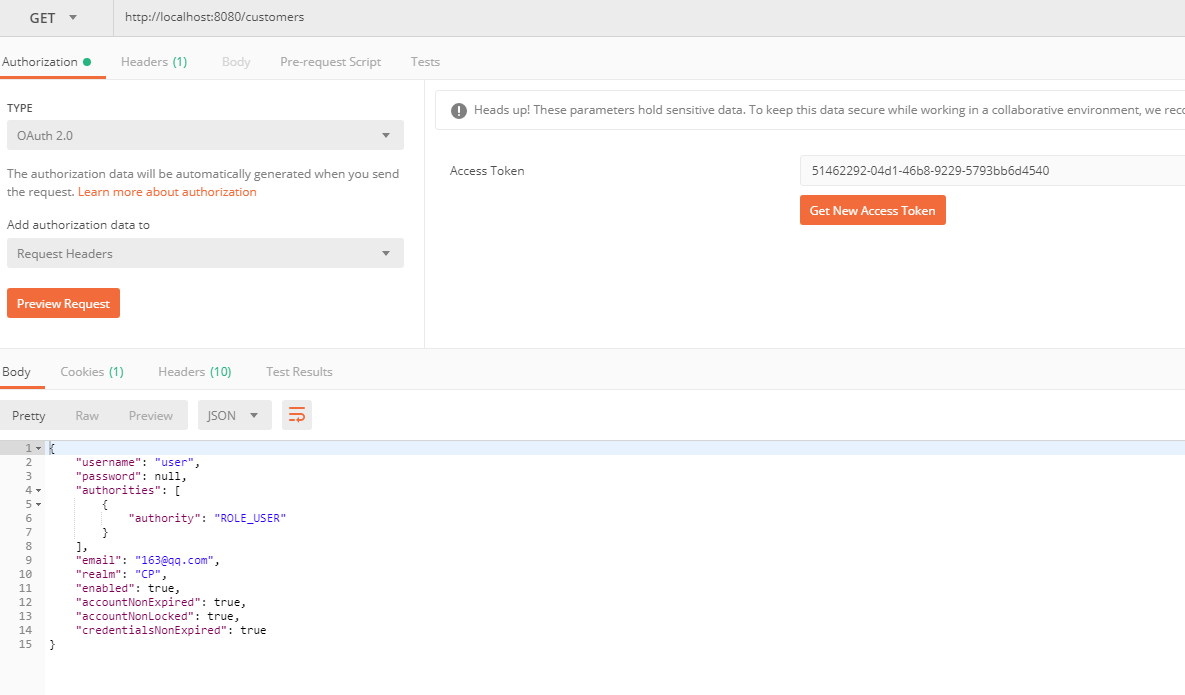 GET http://localhost:8080/customers
Authorization Headers (1) Body Pre-request Script Tests
TYPE
OAuth 2.0
The authorization data will be automatically generated when you send
the request. Learn more about authorization
Add authorization data to
Request Headers
Preview Request
Heads up! These parameters hold sensitive data. To keep this data secure while working in a collaborative environment, we
Access Token 51462292-04d1-46b8-9229-5793bb6d4540
Get New Access Token
Body Cookies (1) Headers (10) Test Results
Pretty Raw Preview JSON
1 {
2 "username": "user",
3 "password": null,
4 "authorities": [
5 {
6 "authority": "ROLE_USER"
7 }
8 ],
9 "email": "163@qq.com",
10 "realm": "CP",
11 "enabled": true,
12 "accountNonExpired": true,
13 "accountNonLocked": true,
14 "credentialsNonExpired": true
15 }